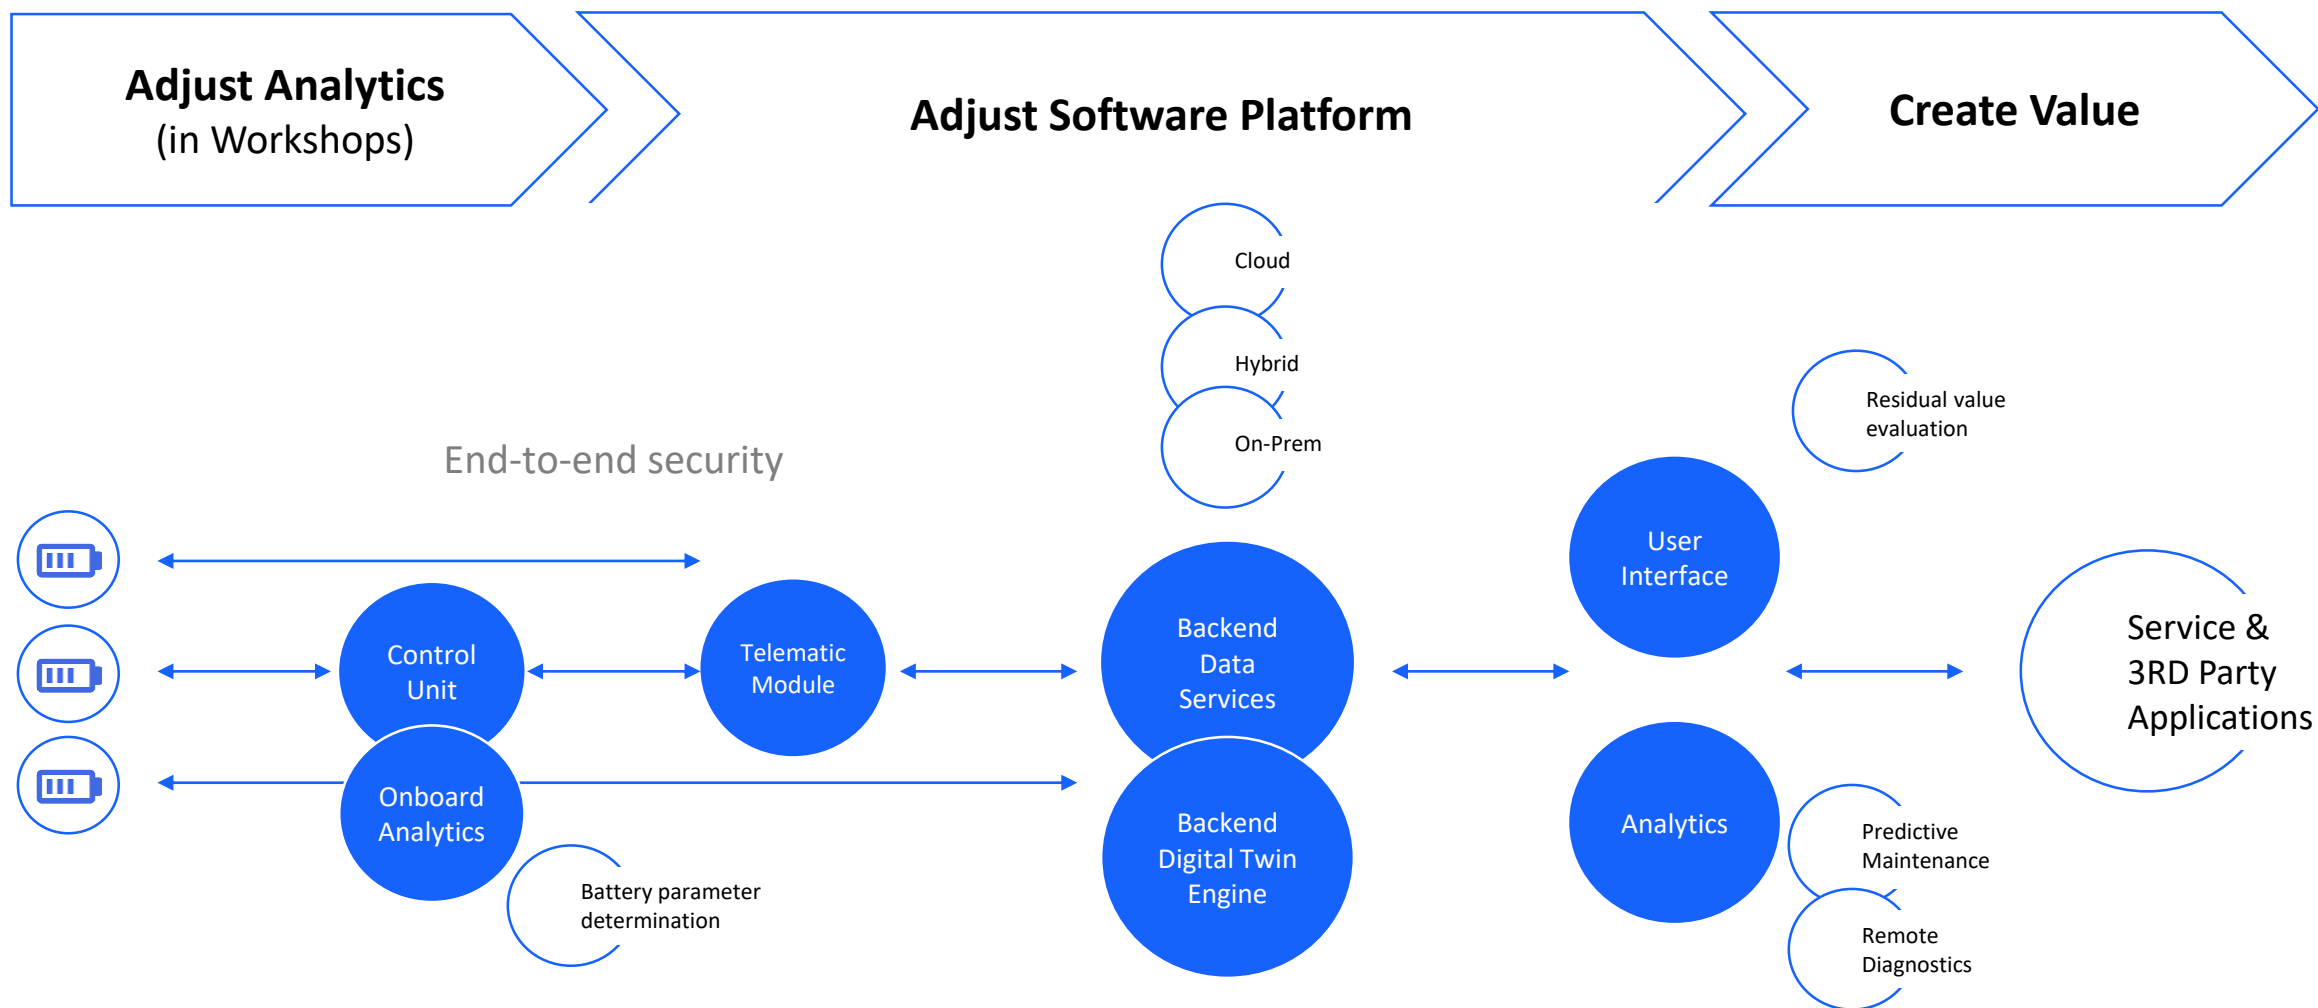 Adjust Analytics
(in Workshops)
Adjust Software Platform
Create Value
Cloud
Hybrid
On-Prem
End-to-end security
Residual value
evaluation
User
Interface
Control
Unit
Telematic
Module
Backend
Data
Services
Service &
3RD Party
Applications
Onboard
Analytics
Battery parameter
determination
Backend
Digital Twin
Engine
Analytics
Predictive
Maintenance
Remote
Diagnostics